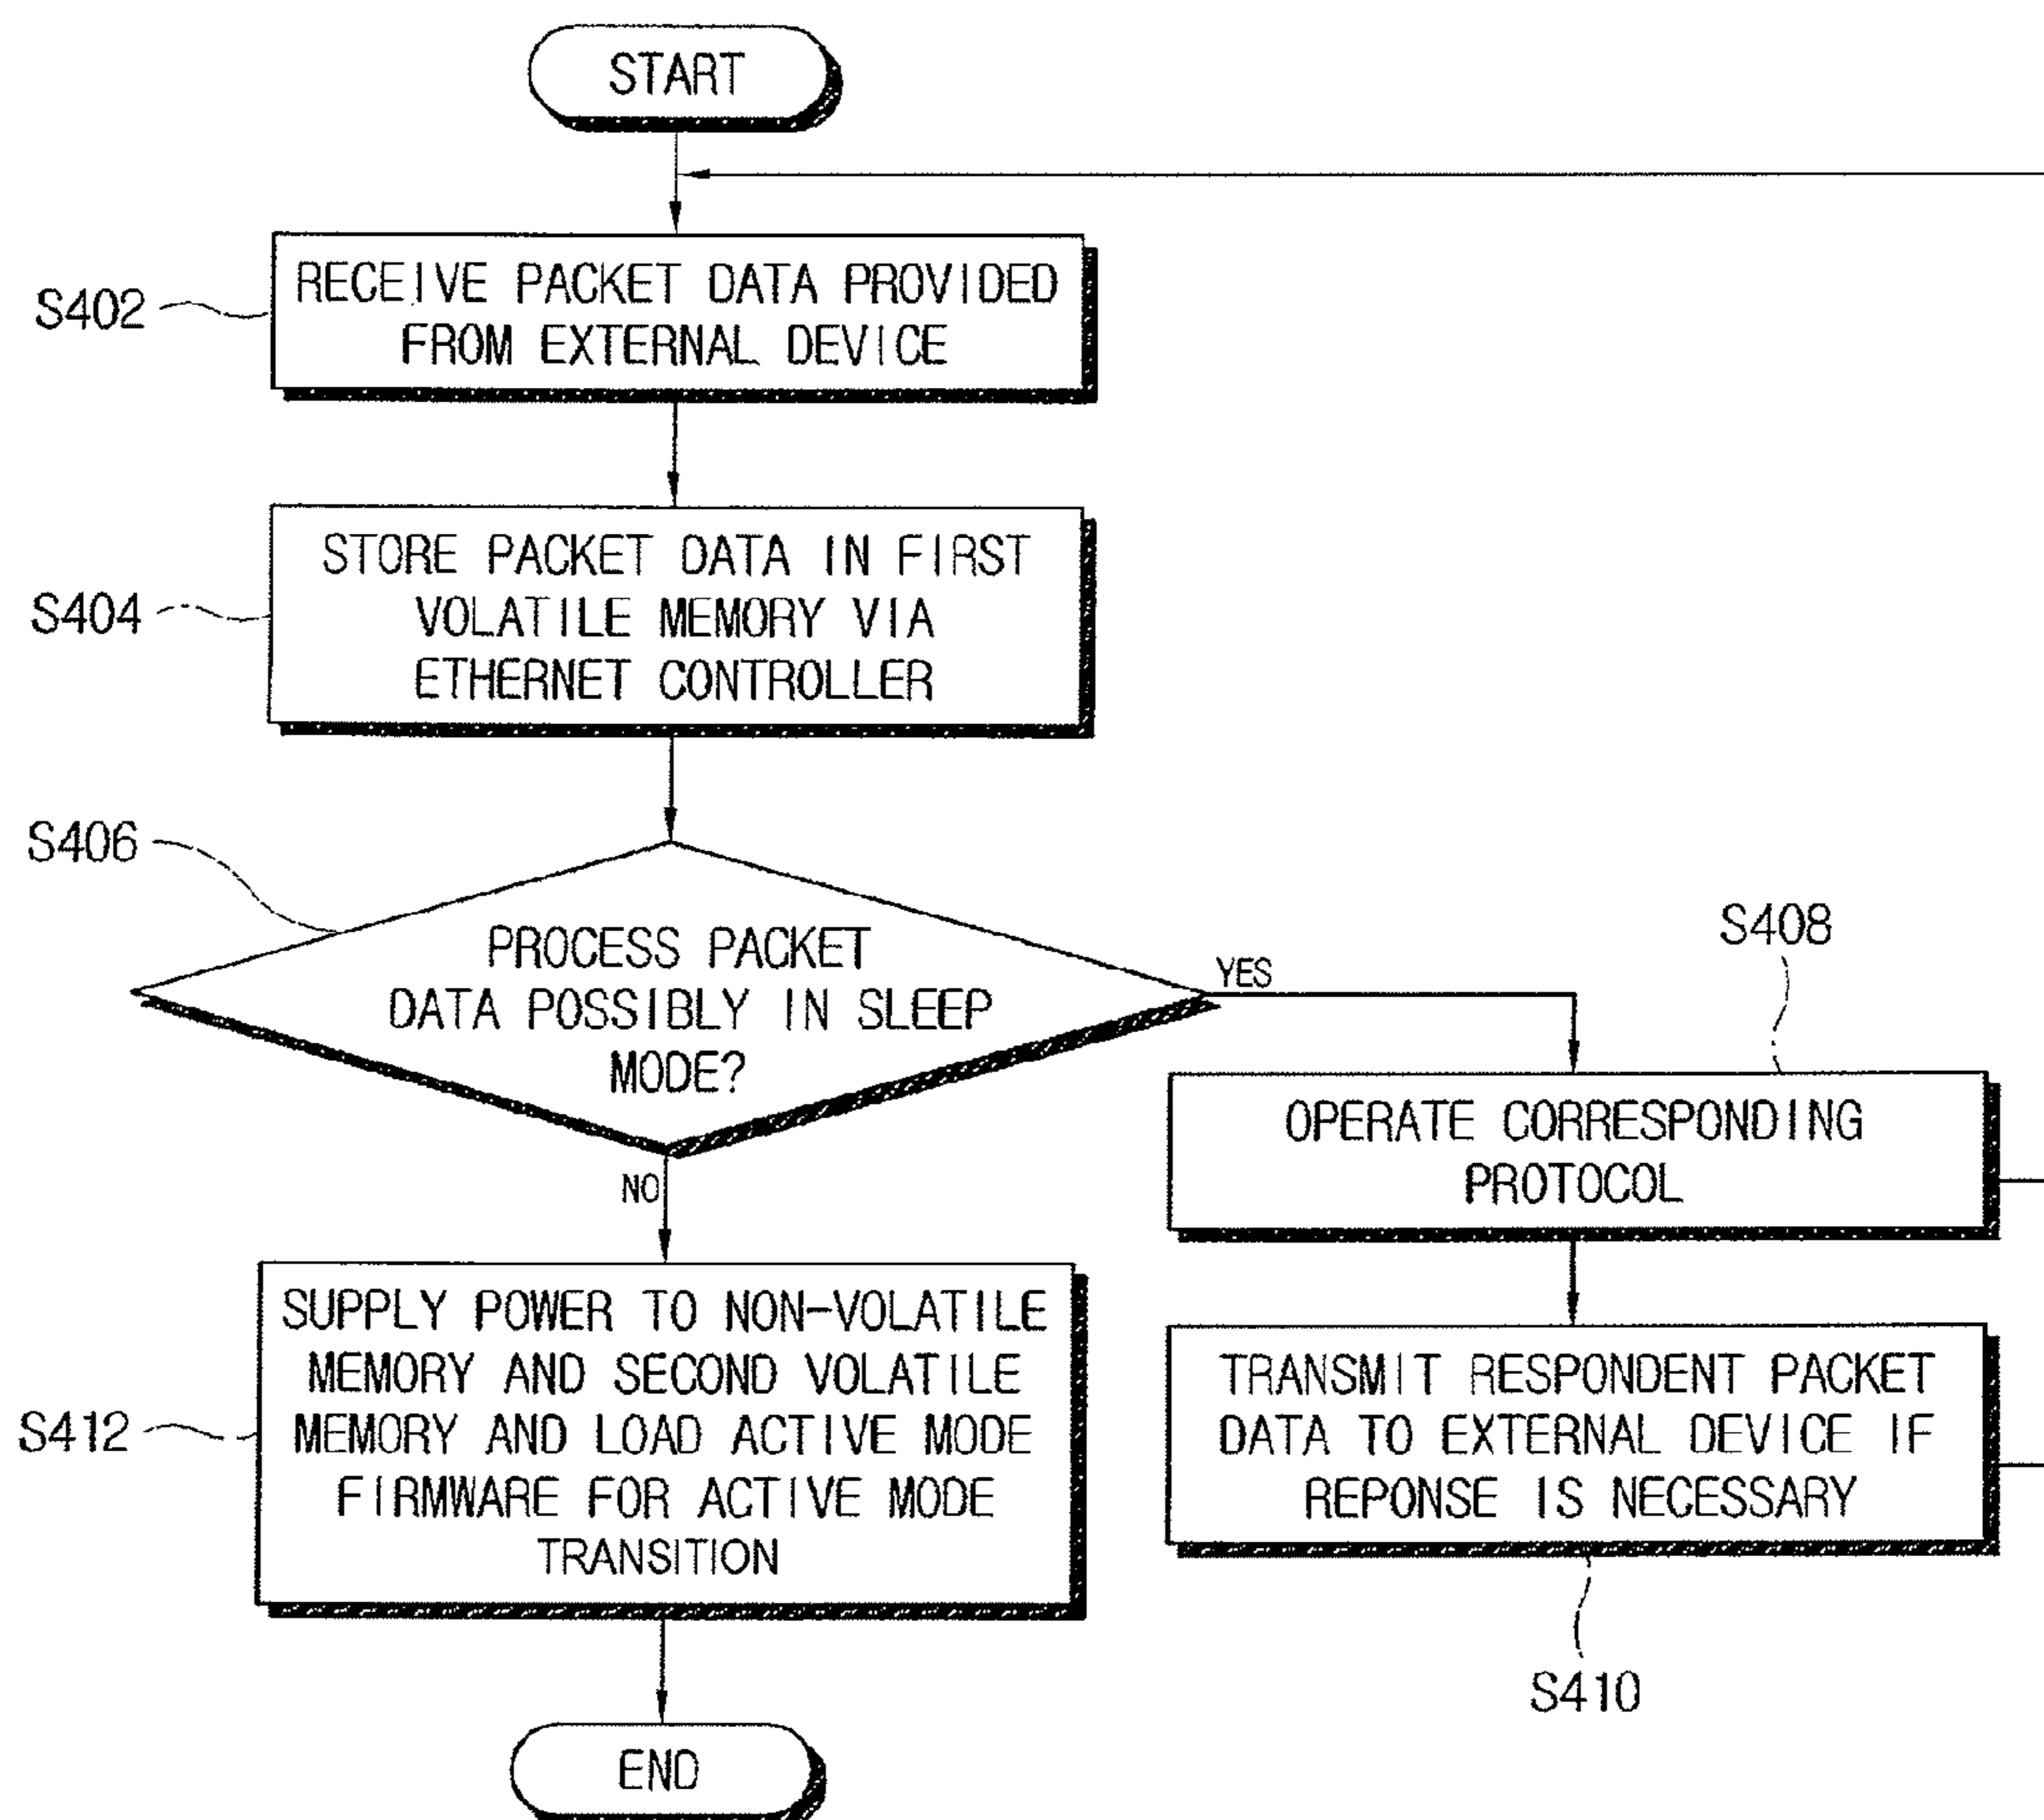 START
S402
RECEIVE PACKET DATA PROVIDED
FROM EXTERNAL DEVICE
S404
STORE PACKET DATA IN FIRST
VOLATILE MEMORY VIA
ETHERNET CONTROLLER
S406
PROCESS PACKET
DATA POSSIBLY IN SLEEP
MODE?
YES
NO
S408
OPERATE CORRESPONDING
PROTOCOL
TRANSMIT RESPONDENT PACKET
DATA TO EXTERNAL DEVICE IF
REPONSE IS NECESSARY
S410
S412
SUPPLY POWER TO NON-VOLATILE
MEMORY AND SECOND VOLATILE
MEMORY AND LOAD ACTIVE MODE
FIRMWARE FOR ACTIVE MODE
TRANSITION
END